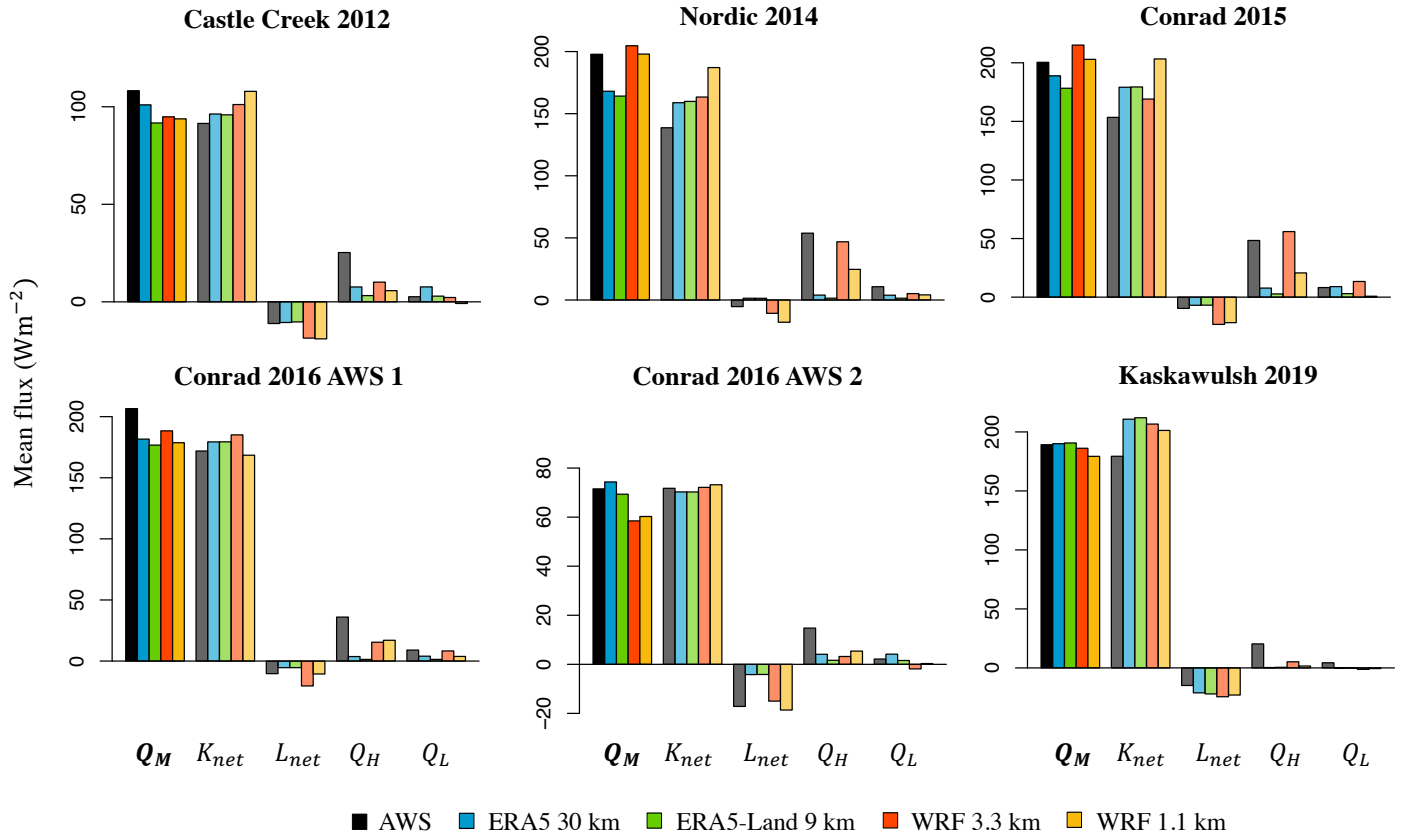 Castle Creek 2012
Nordic 2014
Conrad 2015
0 50 100
0 50 100 150 200
0 50 100 150 200
Mean flux (Wm−2)
Conrad 2016 AWS 1
Conrad 2016 AWS 2
Kaskawulsh 2019
0 50 100 150 200
−20 0 20 40 60 80
0 50 100 150 200
Q_M K_net L_net Q_H Q_L
Q_M K_net L_net Q_H Q_L
Q_M K_net L_net Q_H Q_L
AWS ERA5 30 km ERA5-Land 9 km WRF 3.3 km WRF 1.1 km